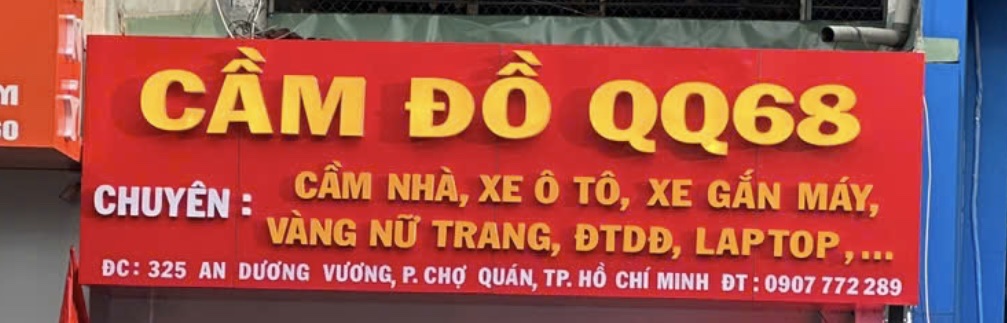 CẦM ĐỒ QQ68
CHUYÊN : CẦM NHÀ, XE Ô TÔ, XE GẮN MÁY,
VÀNG NỮ TRANG, ĐTDĐ, LAPTOP,...
ĐC: 325 AN DƯƠNG VƯƠNG, P. CHỢ QUÁN, TP. HỒ CHÍ MINH ĐT : 0907 772 289